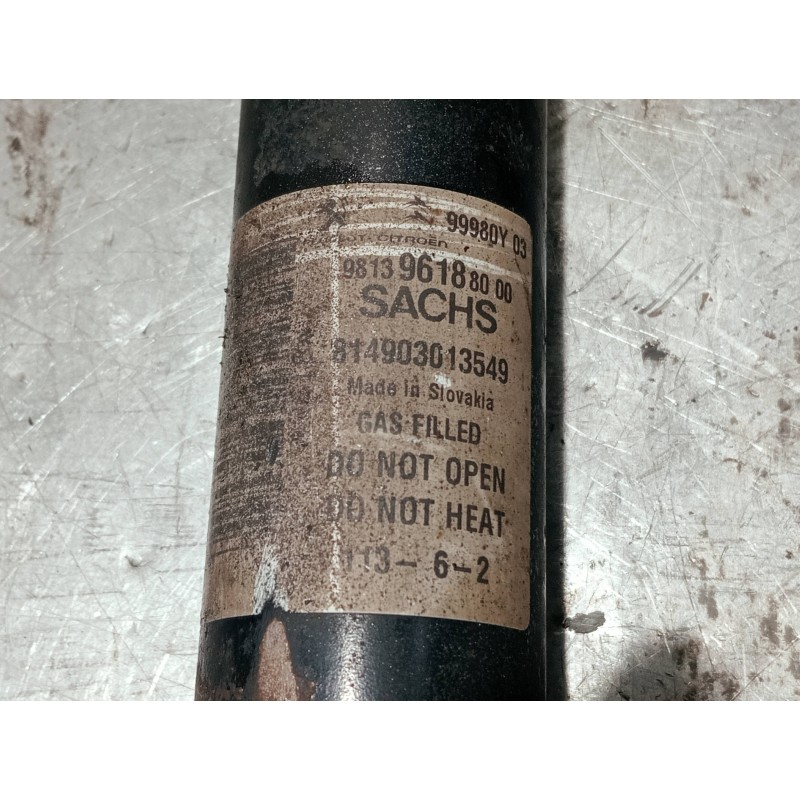 99980Y 03
CITROËN
9813 9618 80 00
SACHS
814903013549
Made in Slovakia
GAS FILLED
DO NOT OPEN
DO NOT HEAT
113- 6-2